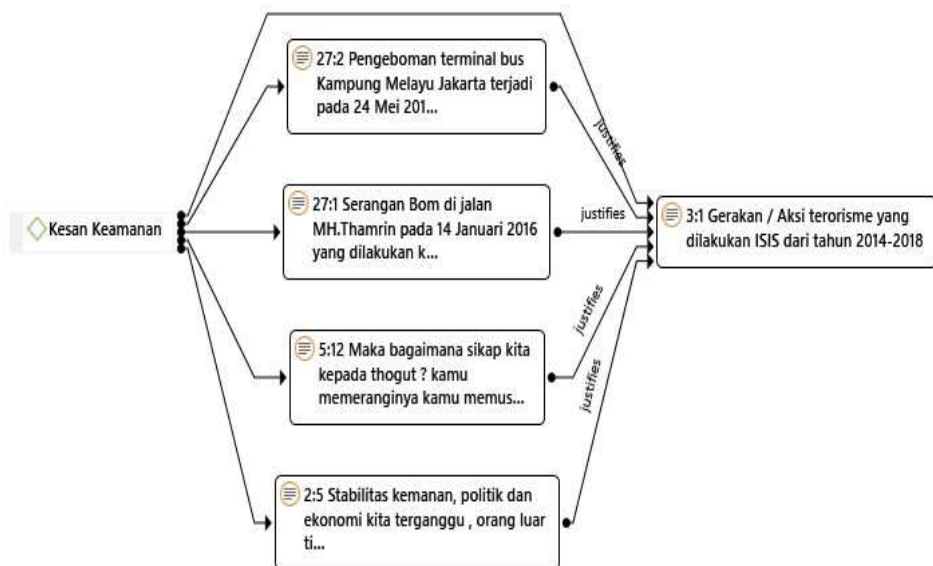 27:2 Pengeboman terminal bus
Kampung Melayu Jakarta terjadi
pada 24 Mei 201...
justifies
Kesan Keamanan
27:1 Serangan Bom di jalan
MH.Thamrin pada 14 Januari 2016
yang dilakukan k...
justifies
3:1 Gerakan / Aksi terorisme yang
dilakukan ISIS dari tahun 2014-2018
5:12 Maka bagaimana sikap kita
kepada thogut ? kamu
memeranginya kamu memus...
justifies
justifies
2:5 Stabilitas kemanan, politik dan
ekonomi kita terganggu , orang luar
ti...